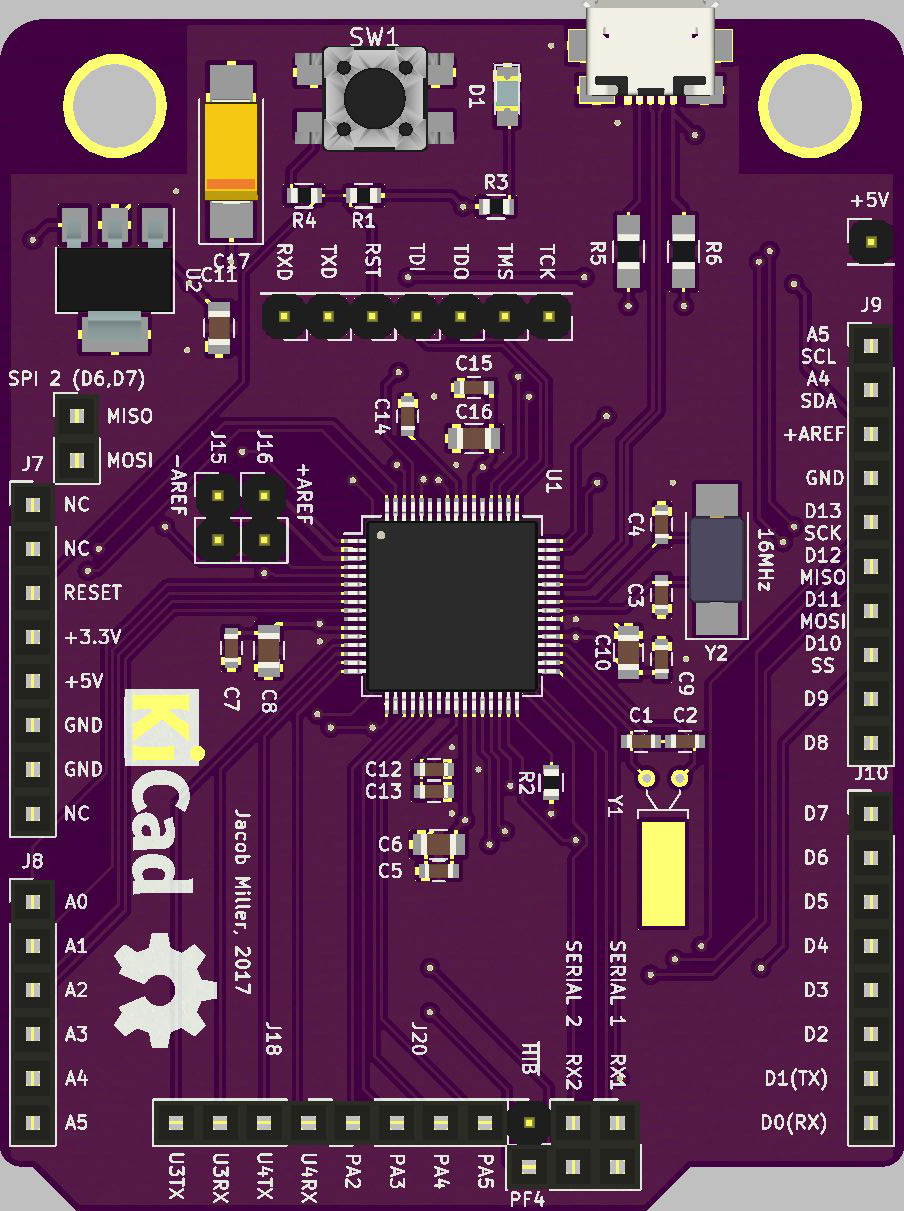 SW1
D1
R4
R1
R3
+5V
RXD
TXD
RST
TDI
TDO
TMS
TCK
R5
R6
C17
C11
U2
J9
A5
SCL
A4
SDA
+AREF
GND
D13
SCK
D12
MISO
D11
MOSI
D10
SS
D9
D8
SPI 2 (D6,D7)
MISO
MOSI
C15
C14
C16
J15
J16
-AREF
+AREF
U1
J7
NC
NC
RESET
+3.3V
+5V
GND
GND
NC
C4
C3
16MHz
Y2
C10
C9
C7
C8
C1
C2
KiCad
Jacob Miller, 2017
C12
C13
R2
C6
C5
Y1
J10
D7
D6
D5
D4
D3
D2
D1(TX)
D0(RX)
J8
A0
A1
A2
A3
A4
A5
J18
J20
HIB
SERIAL 2
RX2
SERIAL 1
RX1
U3TX
U3RX
U4TX
U4RX
PA2
PA3
PA4
PA5
PF4